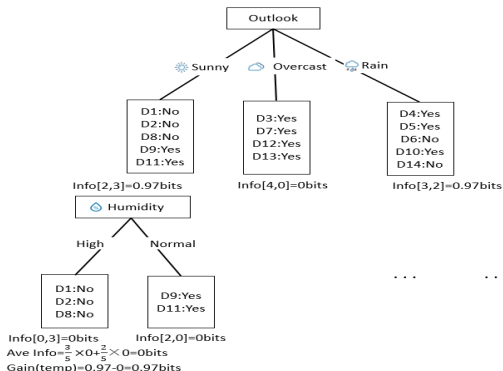 Outlook
Sunny
Overcast
Rain
D1:No
D2:No
D8:No
D9:Yes
D11:Yes
D3:Yes
D7:Yes
D12:Yes
D13:Yes
D4:Yes
D5:Yes
D6:No
D10:Yes
D14:No
Info[2,3]=0.97bits
Info[4,0]=0bits
Info[3,2]=0.97bits
Humidity
High
Normal
D1:No
D2:No
D8:No
D9:Yes
D11:Yes
... ..
Info[0,3]=0bits
Info[2,0]=0bits
Ave Info=3/5 ×0+2/5× 0=0bits
Gain(temp)=0.97-0=0.97bits